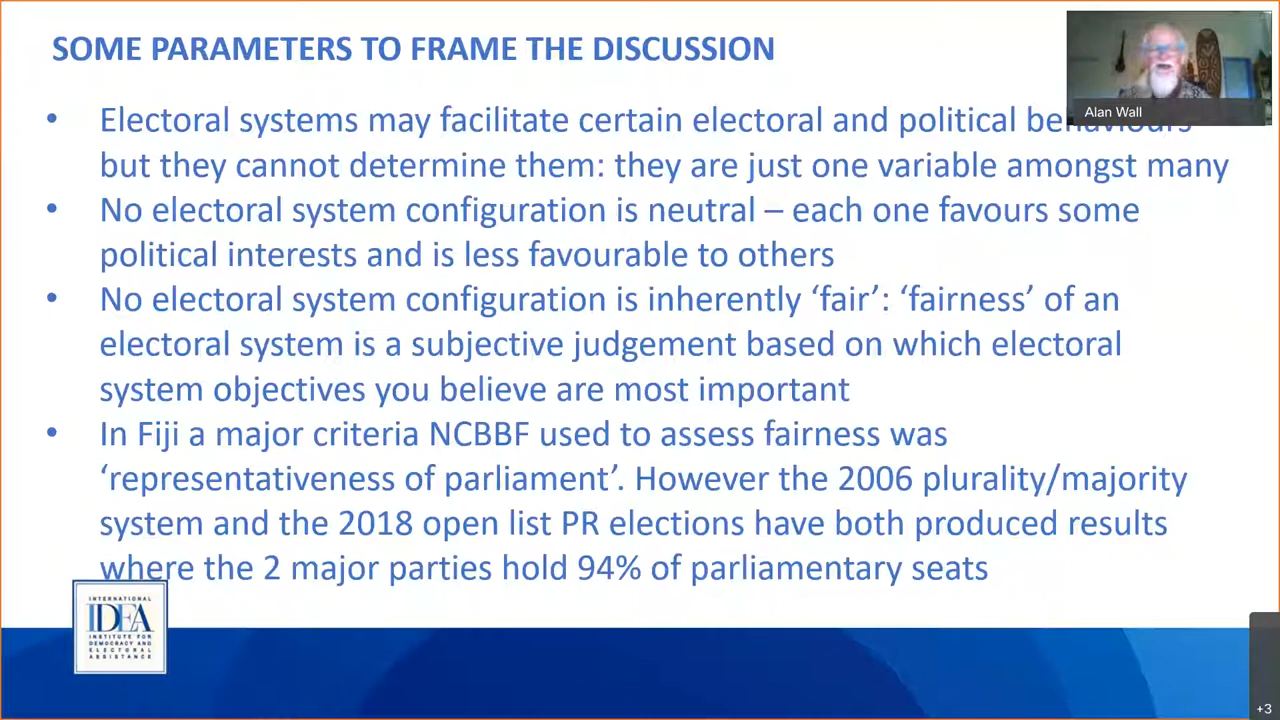 SOME PARAMETERS TO FRAME THE DISCUSSION
Alan Wall
• Electoral systems may facilitate certain electoral and political behaviours
but they cannot determine them: they are just one variable amongst many
• No electoral system configuration is neutral – each one favours some
political interests and is less favourable to others
• No electoral system configuration is inherently ‘fair’: ‘fairness’ of an
electoral system is a subjective judgement based on which electoral
system objectives you believe are most important
• In Fiji a major criteria NCBBF used to assess fairness was
‘representativeness of parliament’. However the 2006 plurality/majority
system and the 2018 open list PR elections have both produced results
where the 2 major parties hold 94% of parliamentary seats
INTERNATIONAL
IDEA
INSTITUTE FOR
DEMOCRACY AND
ELECTORAL
ASSISTANCE
+3